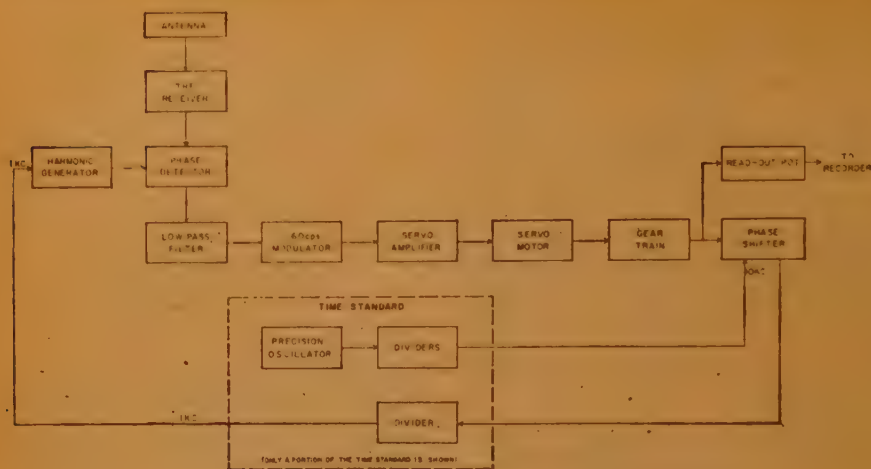 ANTENNA
RECEIVER
1KC
HARMONIC
GENERATOR
PHASE
DETECTOR
READ-OUT POT
TO
RECORDER
LOW PASS
FILTER
60cps
MODULATOR
SERVO
AMPLIFIER
SERVO
MOTOR
GEAR
TRAIN
PHASE
SHIFTER
TIME STANDARD
PRECISION
OSCILLATOR
DIVIDERS
1KC
DIVIDER
(ONLY A PORTION OF THE TIME STANDARD IS SHOWN)